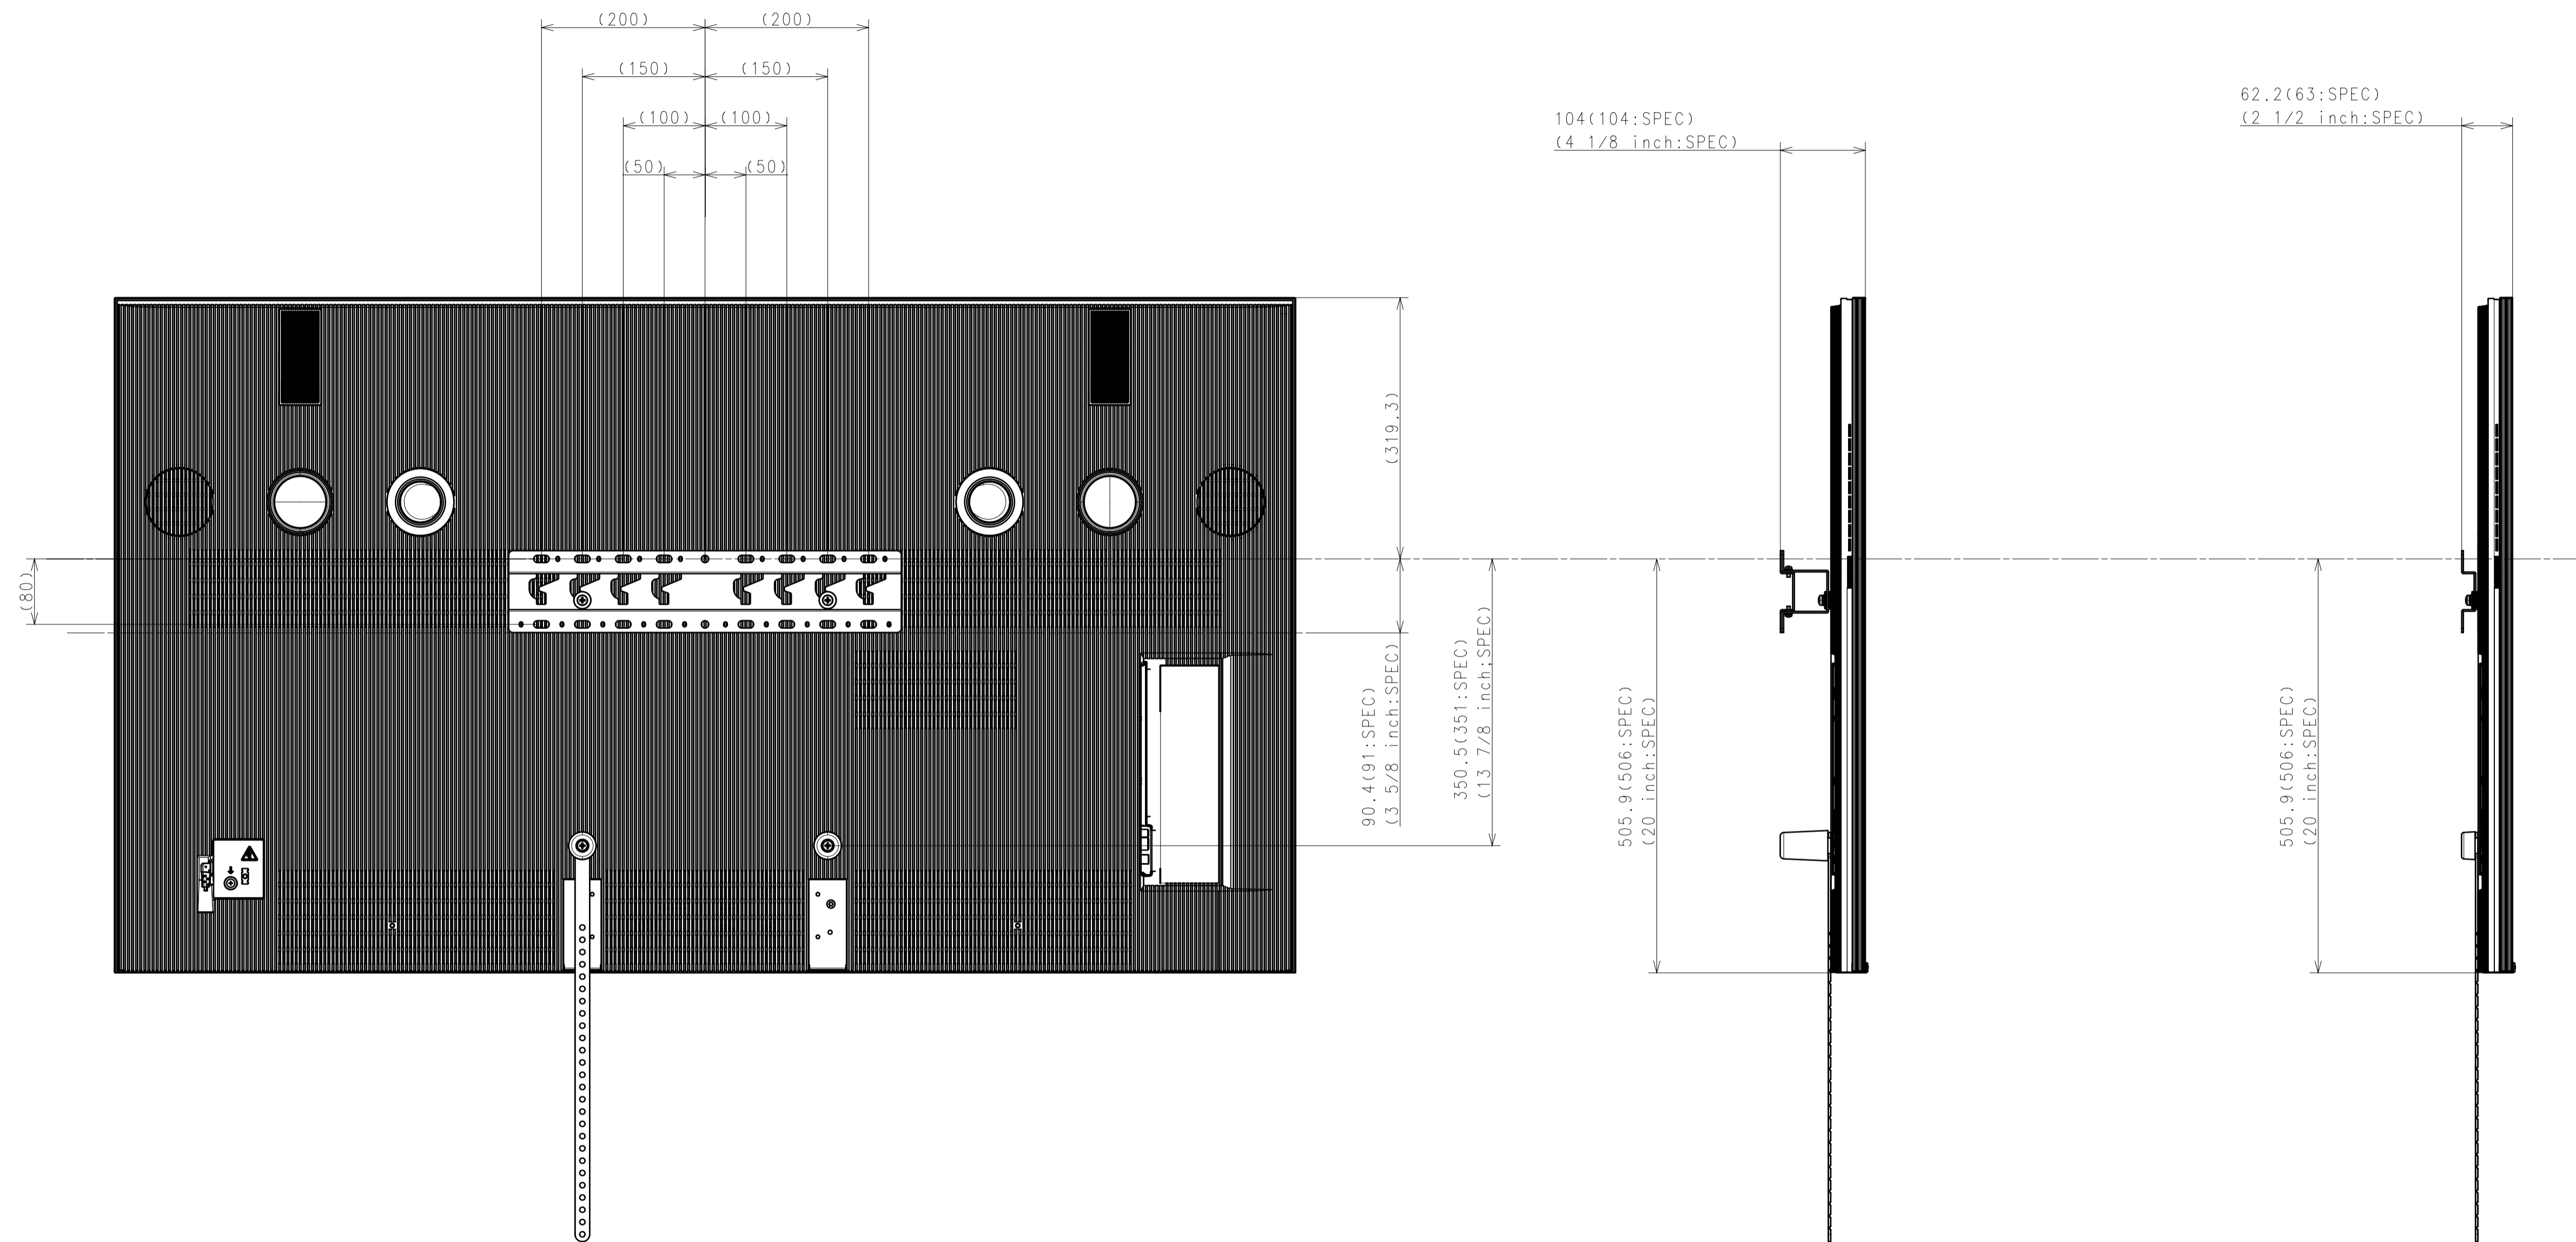 (200)
(200)
(150)
(150)
(100)
(100)
(50)
(50)
104(104:SPEC)
(4 1/8 inch:SPEC)
62.2(63:SPEC)
(2 1/2 inch:SPEC)
(319.3)
(80)
90.4(91:SPEC)
(3 5/8 inch:SPEC)
350.5(351:SPEC)
(13 7/8 inch:SPEC)
505.9(506:SPEC)
(20 inch:SPEC)
505.9(506:SPEC)
(20 inch:SPEC)